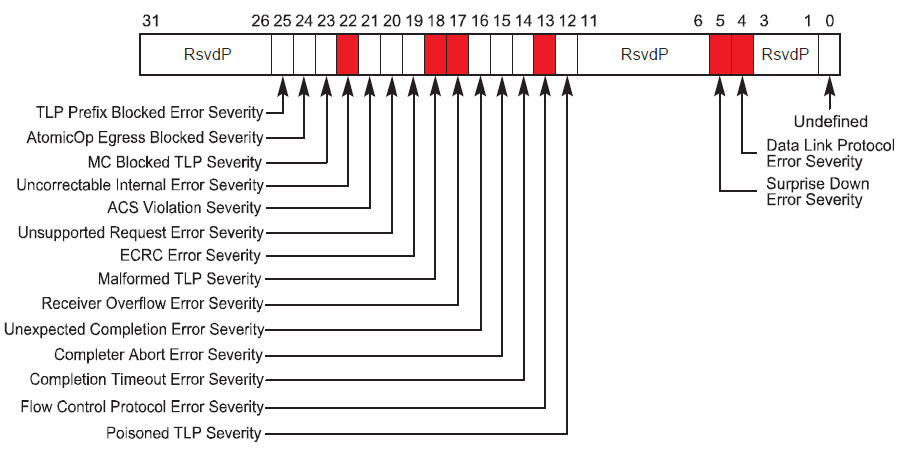 31 26 25 24 23 22 21 20 19 18 17 16 15 14 13 12 11 6 5 4 3 1 0
RsvdP RsvdP RsvdP
TLP Prefix Blocked Error Severity
AtomicOp Egress Blocked Severity
MC Blocked TLP Severity
Uncorrectable Internal Error Severity
ACS Violation Severity
Unsupported Request Error Severity
ECRC Error Severity
Malformed TLP Severity
Receiver Overflow Error Severity
Unexpected Completion Error Severity
Completer Abort Error Severity
Completion Timeout Error Severity
Flow Control Protocol Error Severity
Poisoned TLP Severity
Undefined
Data Link Protocol
Error Severity
Surprise Down
Error Severity